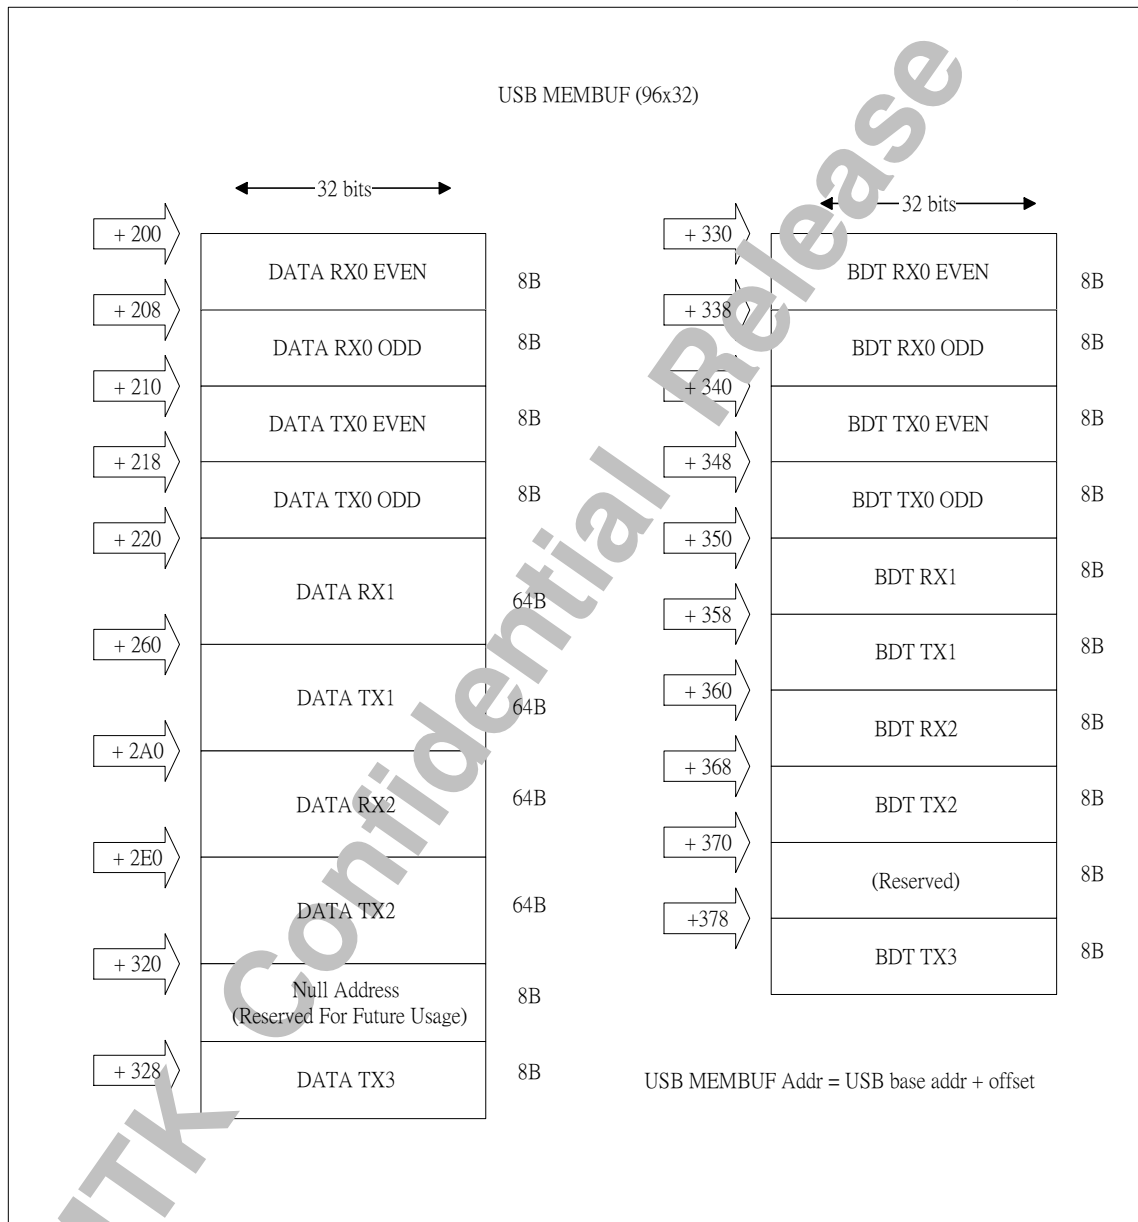 USB MEMBUF (96x32)
32 bits
+ 200
DATA RX0 EVEN
8B
+ 208
DATA RX0 ODD
8B
+ 210
DATA TX0 EVEN
8B
+ 218
DATA TX0 ODD
8B
+ 220
DATA RX1
64B
+ 260
DATA TX1
64B
+ 2A0
DATA RX2
64B
+ 2E0
DATA TX2
64B
+ 320
Null Address
(Reserved For Future Usage)
8B
+ 328
DATA TX3
8B
32 bits
+ 330
BDT RX0 EVEN
8B
+ 338
BDT RX0 ODD
8B
+ 340
BDT TX0 EVEN
8B
+ 348
BDT TX0 ODD
8B
+ 350
BDT RX1
8B
+ 358
BDT TX1
8B
+ 360
BDT RX2
8B
+ 368
BDT TX2
8B
+ 370
(Reserved)
8B
+378
BDT TX3
8B
USB MEMBUF Addr = USB base addr + offset
MTK Confidential Release